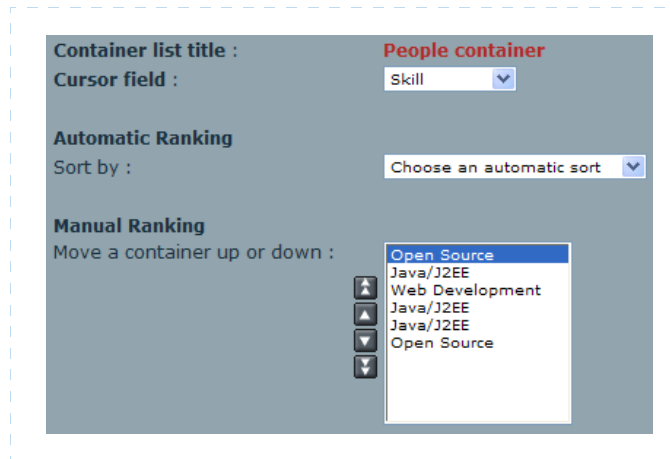 Container list title : People container
Cursor field : Skill
Automatic Ranking
Sort by : Choose an automatic sort
Manual Ranking
Move a container up or down : Open Source
Java/J2EE
Web Development
Java/J2EE
Java/J2EE
Open Source